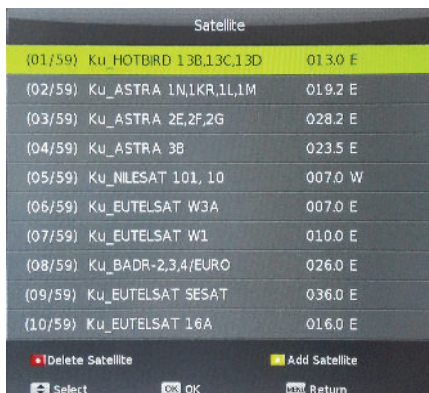 Satellite
(01/59) Ku_HOTBIRD 13B,13C,13D 013.0 E
(02/59) Ku_ASTRA 1N,1KR,1L,1M 019.2 E
(03/59) Ku_ASTRA 2E,2F,2G 028.2 E
(04/59) Ku_ASTRA 3B 023.5 E
(05/59) Ku_NILESAT 101, 10 007.0 W
(06/59) Ku_EUTELSAT W3A 007.0 E
(07/59) Ku_EUTELSAT W1 010.0 E
(08/59) Ku_BADR-2,3,4/EURO 026.0 E
(09/59) Ku_EUTELSAT SESAT 036.0 E
(10/59) Ku_EUTELSAT 16A 016.0 E
Delete Satellite Add Satellite
Select OK OK MENU Return